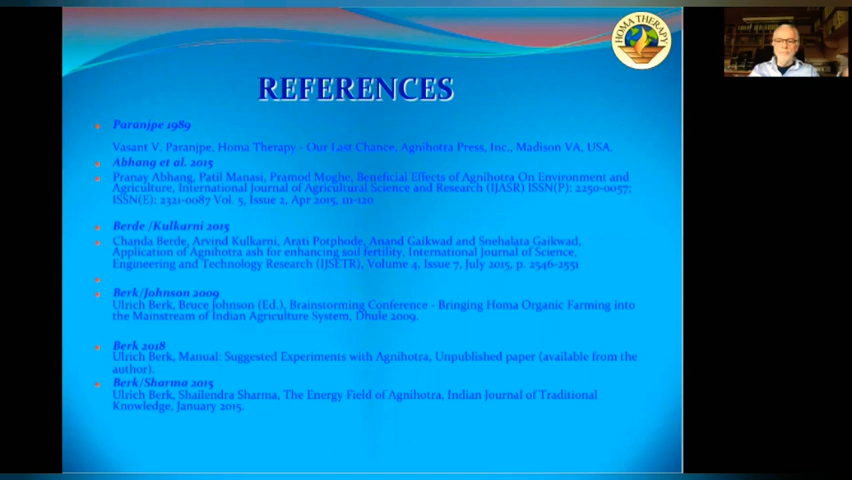 HOMA THERAPY
REFERENCES
Paranjpe 1989
Vasant V. Paranjpe, Homa Therapy - Our Last Chance, Agnihotra Press, Inc., Madison VA, USA.
Abhang et al. 2015
Pranay Abhang, Patil Manasi, Pramod Moghe, Beneficial Effects of Agnihotra On Environment and
Agriculture, International Journal of Agricultural Science and Research (IJASR) ISSN(P): 2250-0057;
ISSN(E): 2321-0087 Vol. 5, Issue 2, Apr 2015, 111-120
Berde /Kulkarni 2015
Chanda Berde, Arvind Kulkarni, Arati Potphode, Anand Gaikwad and Snehalata Gaikwad,
Application of Agnihotra ash for enhancing soil fertility, International Journal of Science,
Engineering and Technology Research (IJSETR), Volume 4, Issue 7, July 2015, p. 2546-2551
Berk/Johnson 2009
Ulrich Berk, Bruce Johnson (Ed.), Brainstorming Conference - Bringing Homa Organic Farming into
the Mainstream of Indian Agriculture System, Dhule 2009.
Berk 2018
Ulrich Berk, Manual: Suggested Experiments with Agnihotra, Unpublished paper (available from the
author).
Berk/Sharma 2015
Ulrich Berk, Shailendra Sharma, The Energy Field of Agnihotra, Indian Journal of Traditional
Knowledge, January 2015.